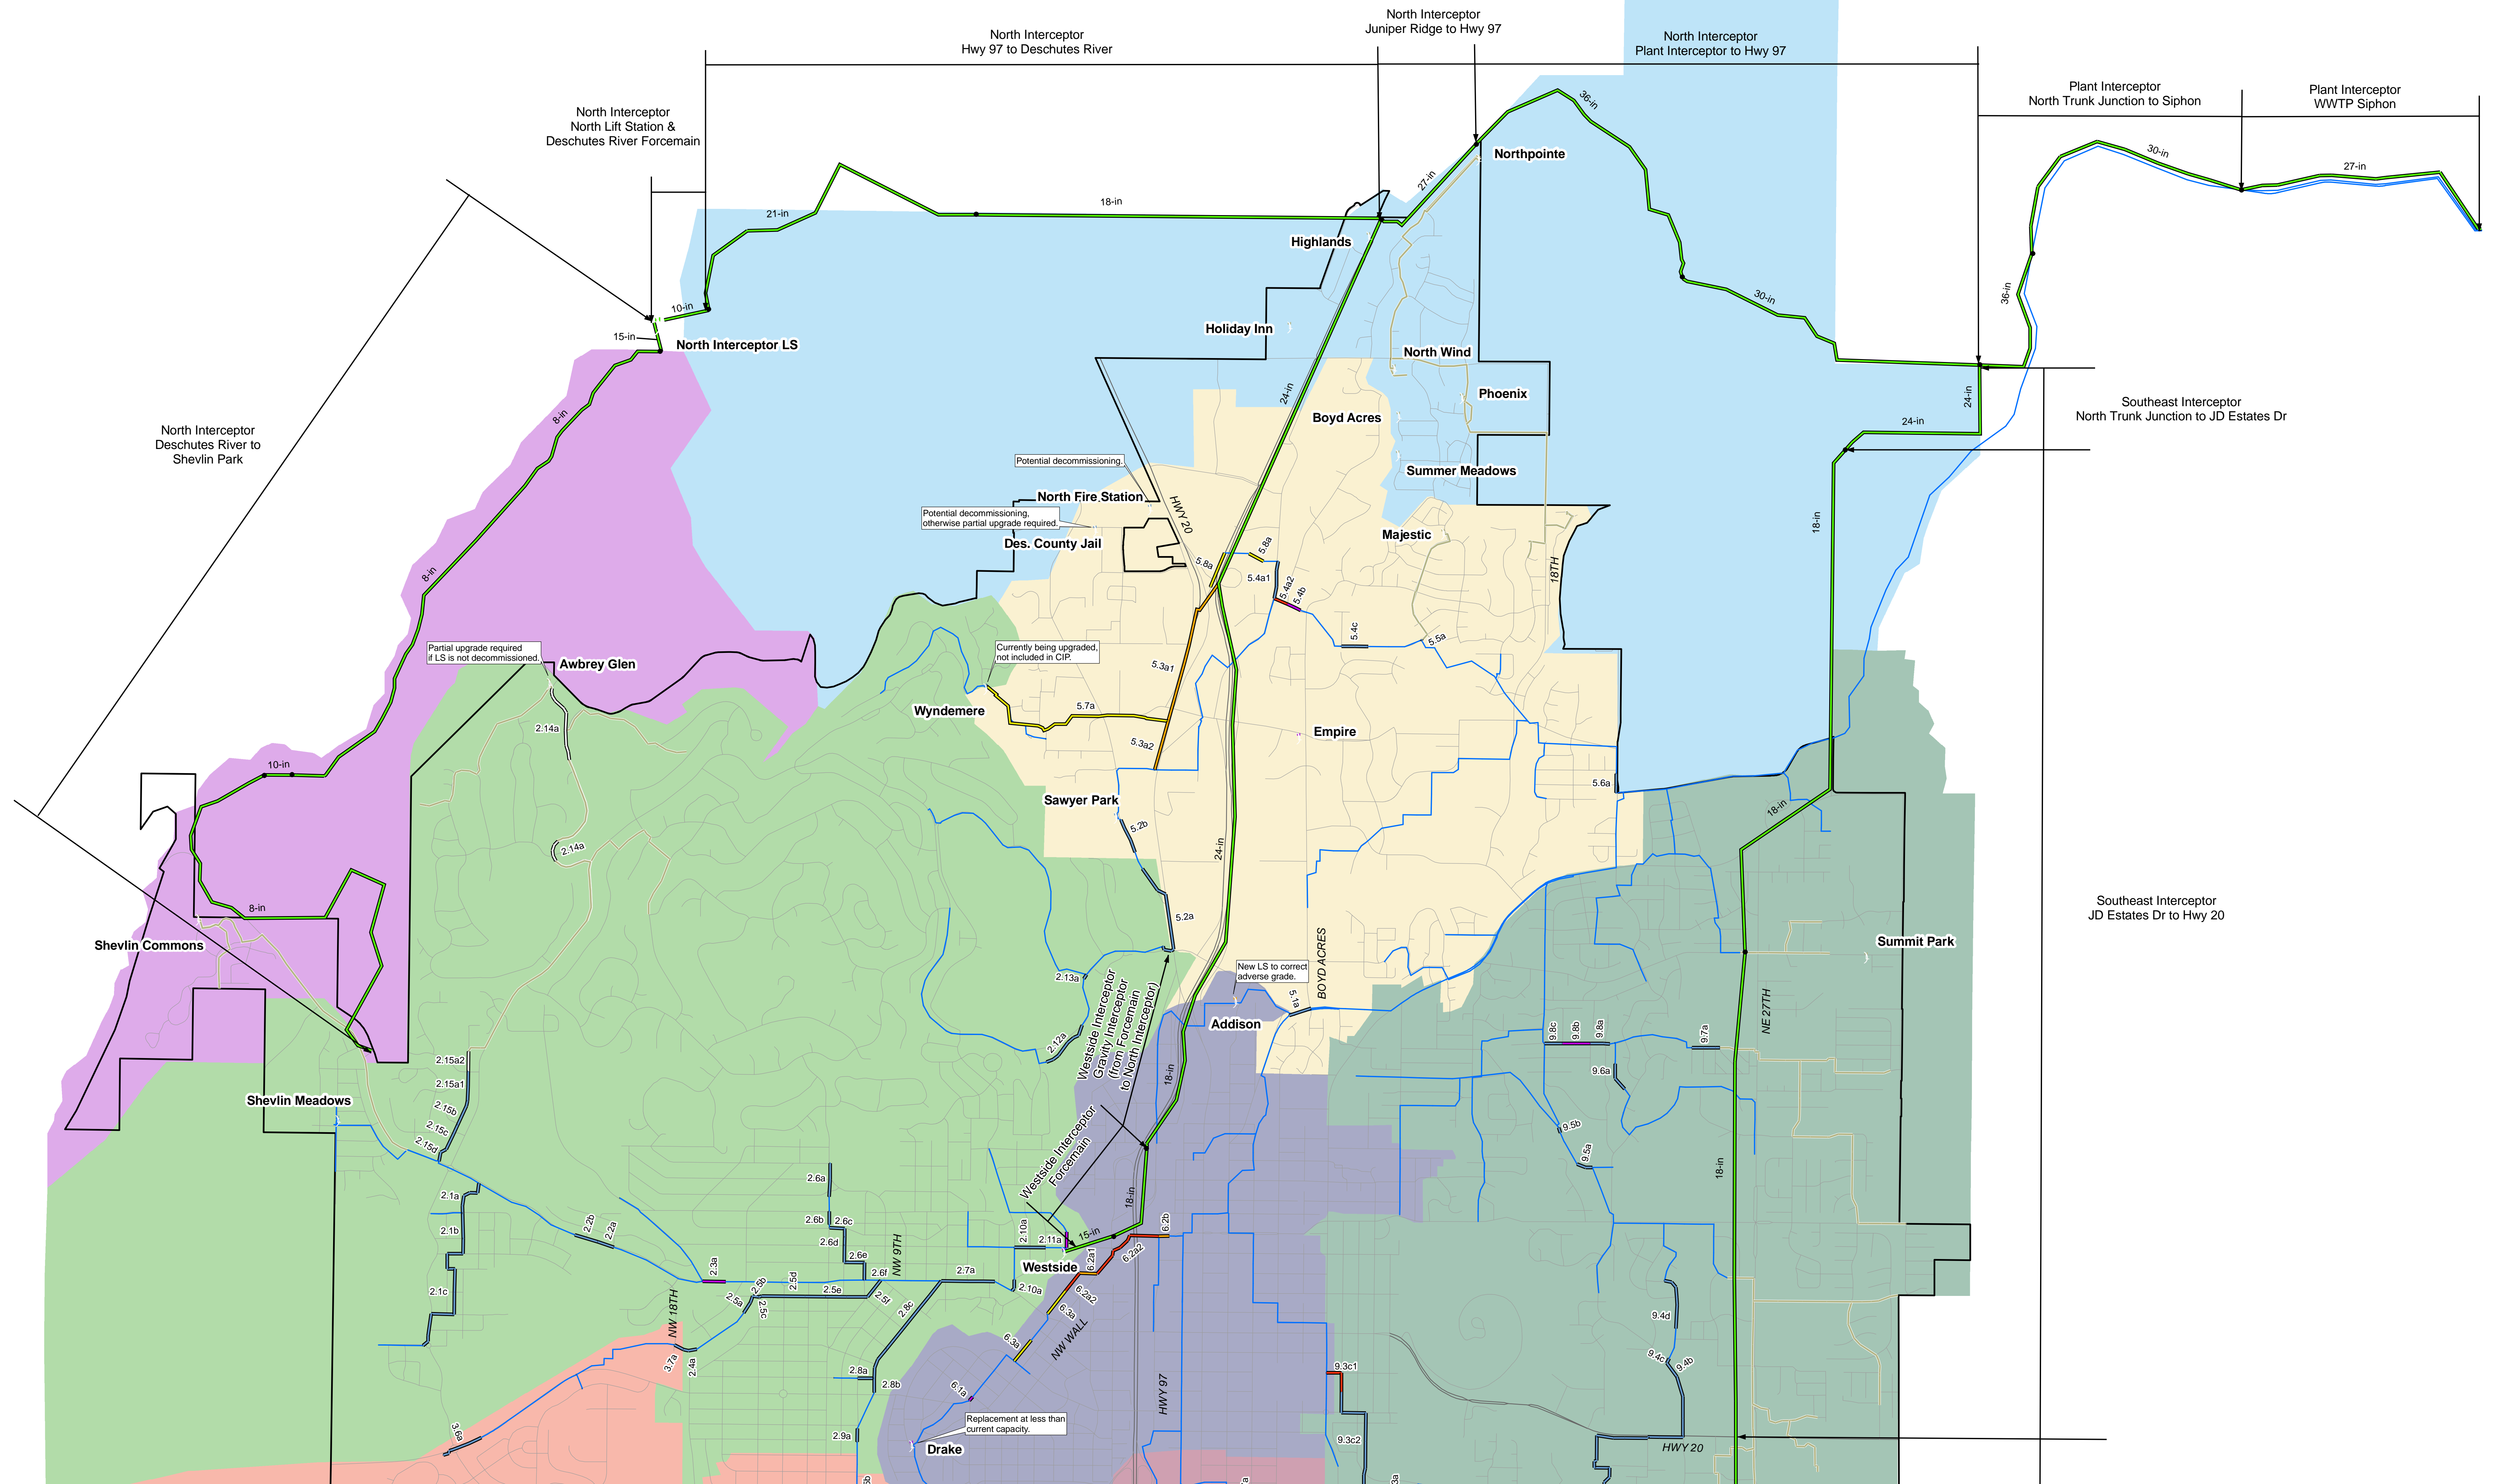 North Interceptor
Juniper Ridge to Hwy 97
North Interceptor
Hwy 97 to Deschutes River
North Interceptor
Plant Interceptor to Hwy 97
Plant Interceptor
North Trunk Junction to Siphon
Plant Interceptor
WWTP Siphon
North Interceptor
North Lift Station &
Deschutes River Forcemain
36-in
30-in
27-in
Northpointe
27-in
18-in
21-in
Highlands
36-in
30-in
10-in
15-in
North Interceptor LS
Holiday Inn
North Wind
24-in
Phoenix
24-in
Southeast Interceptor
North Trunk Junction to JD Estates Dr
Boyd Acres
24-in
8-in
North Interceptor
Deschutes River to
Shevlin Park
Potential decommissioning.
Summer Meadows
North Fire Station
HWY 20
Potential decommissioning,
otherwise partial upgrade required.
18-in
Majestic
Des. County Jail
5.8a
5.8a
18TH
8-in
5.4a1
5.4a2
5.4b
5.4c
5.5a
Partial upgrade required
if LS is not decommissioned.
Awbrey Glen
Currently being upgraded,
not included in CIP.
5.3a1
Wyndemere
5.7a
2.14a
Empire
5.3a2
10-in
5.6a
Sawyer Park
18-in
5.2b
2.14a
24-in
8-in
5.2a
Southeast Interceptor
JD Estates Dr to Hwy 20
Shevlin Commons
Summit Park
BOYD ACRES
New LS to correct
adverse grade.
2.13a
5.1a
NE 27TH
Addison
Westside Interceptor
Gravity Interceptor
(from Forcemain
to North Interceptor)
2.12a
9.8c
9.8b
9.8a
9.7a
2.15a2
9.6a
18-in
2.15a1
Shevlin Meadows
2.15b
2.15c
2.15d
9.5b
Westside Interceptor
Forcemain
9.5a
18-in
2.6a
2.1a
18-in
2.6b
2.6c
2.1b
2.2b
2.2a
2.10a
2.11a
15-in
6.2b
2.6d
2.6e
NW 9TH
6.2a1
6.2a2
2.3a
Westside
2.6f
2.7a
2.5b
2.5d
2.5e
2.10a
6.2a2
2.1c
2.5a
2.5c
2.5f
2.8c
6.3a
NW 18TH
9.4d
NW WALL
6.3a
3.7a
2.4a
9.4c
9.4b
9.3c1
2.8a
2.8b
6.1a
HWY 97
Replacement at less than
current capacity.
3.6a
2.9a
Drake
9.3c2
HWY 20